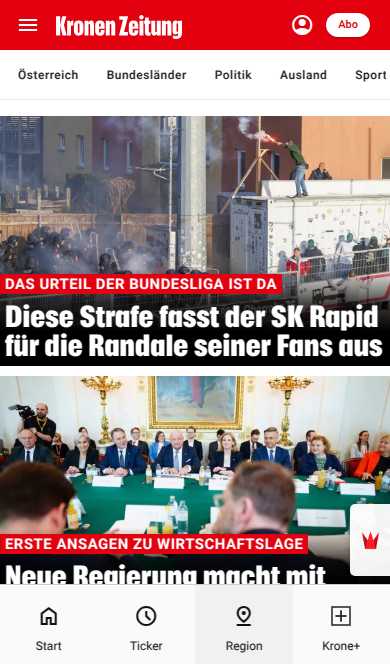 Kronen Zeitung
Abo
Österreich Bundesländer Politik Ausland Sport
DAS URTEIL DER BUNDESLIGA IST DA
Diese Strafe fasst der SK Rapid
für die Randale seiner Fans aus
ERSTE ANSAGEN ZU WIRTSCHAFTSLAGE
Neue Regierung macht mit
Start Ticker Region Krone+